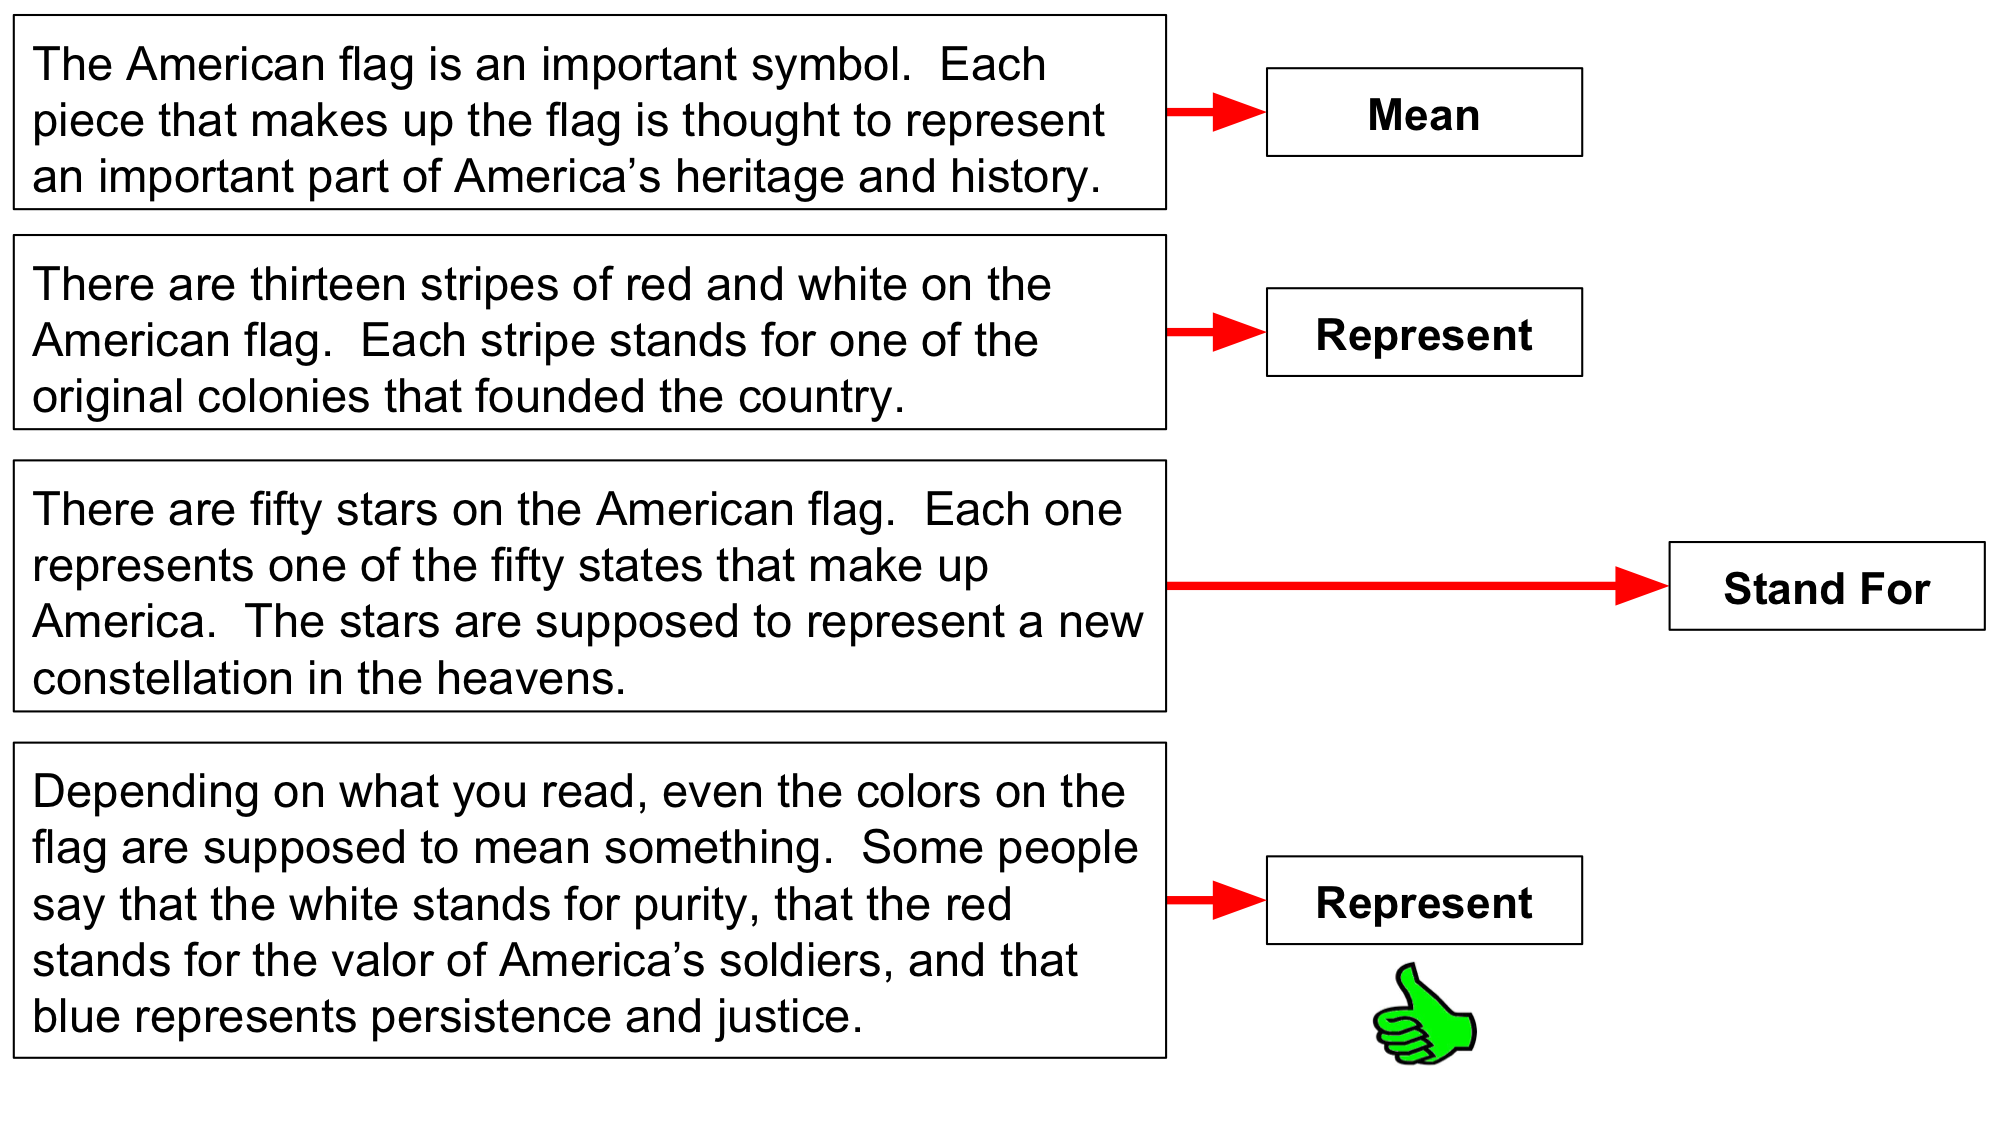 The American flag is an important symbol.  Each
piece that makes up the flag is thought to represent
an important part of America’s heritage and history.
Mean
There are thirteen stripes of red and white on the
American flag.  Each stripe stands for one of the
original colonies that founded the country.
Represent
There are fifty stars on the American flag.  Each one
represents one of the fifty states that make up
America.  The stars are supposed to represent a new
constellation in the heavens.
Stand For
Depending on what you read, even the colors on the
flag are supposed to mean something.  Some people
say that the white stands for purity, that the red
stands for the valor of America’s soldiers, and that
blue represents persistence and justice.
Represent